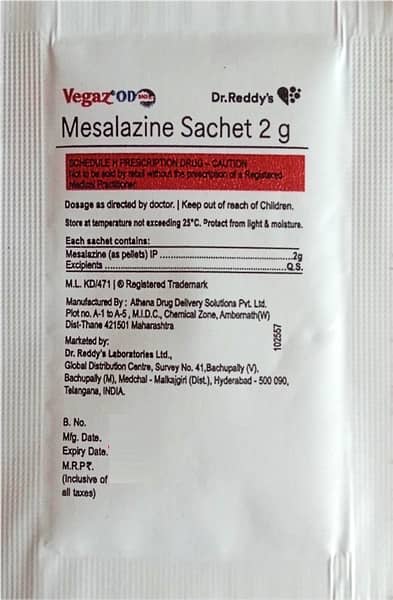 Vegaz OD
Dr.Reddy's
Mesalazine Sachet 2 g
SCHEDULE H PRESCRIPTION DRUG – CAUTION
Not to be sold by retail without the prescription of a Registered
Medical Practitioner.
Dosage as directed by doctor. | Keep out of reach of Children.
Store at temperature not exceeding 25°C. Protect from light & moisture.
Each sachet contains:
Mesalazine (as pellets) IP ........................................2g
Excipients ........................................................Q.S.
M.L. KD/471 | ® Registered Trademark
Manufactured By : Athena Drug Delivery Solutions Pvt. Ltd.
Plot no. A-1 to A-5, M.I.D.C., Chemical Zone, Ambernath(W)
Dist-Thane 421501 Maharashtra
Marketed by:
Dr. Reddy's Laboratories Ltd.,
Global Distribution Centre, Survey No. 41, Bachupally (V),
Bachupally (M), Medchal - Malkajgiri (Dist.), Hyderabad - 500 090,
Telangana, INDIA.
102557
B. No.
Mfg. Date.
Expiry Date.
M.R.P₹.
(Inclusive of
all taxes)